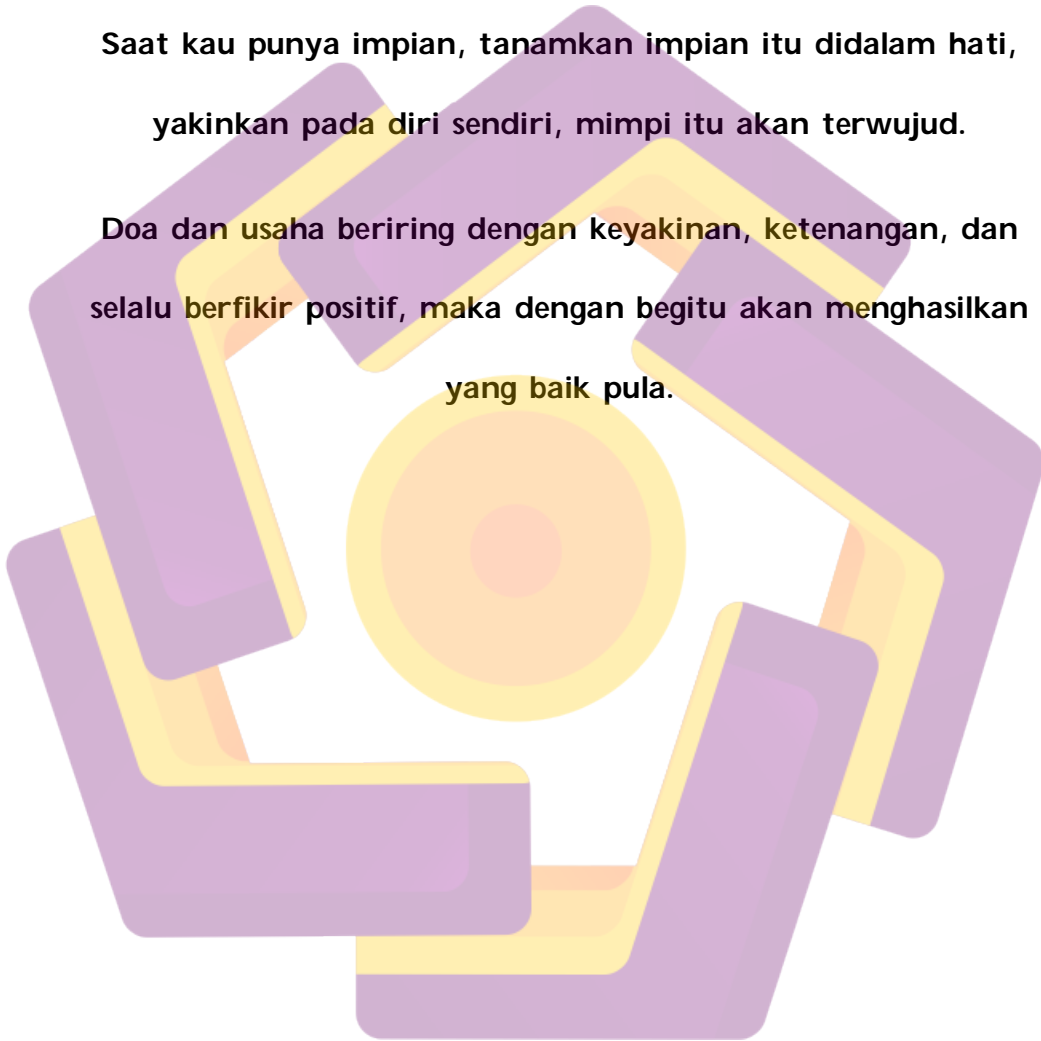 Saat kau punya impian, tanamkan impian itu didalam hati,
yakinkan pada diri sendiri, mimpi itu akan terwujud.
Doa dan usaha beriring dengan keyakinan, ketenangan, dan
selalu berfikir positif, maka dengan begitu akan menghasilkan
yang baik pula.